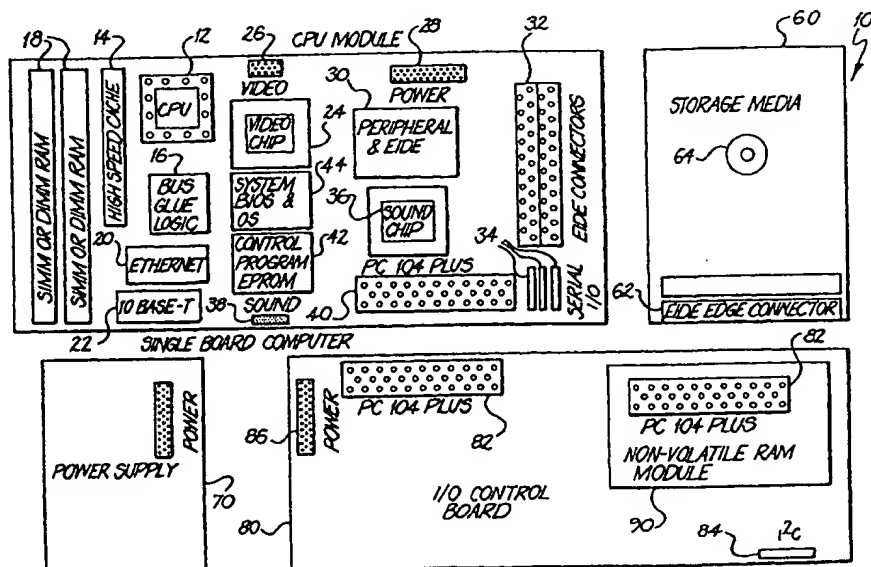 CPU MODULE
18
14
12
26
28
32
60
10
SIMM OR DIMM RAM
SIMM OR DIMM RAM
HIGH SPEED CACHE
CPU
VIDEO
VIDEO
CHIP
24
POWER
30
PERIPHERAL
& EIDE
EIDE CONNECTORS
STORAGE MEDIA
64
16
BUS
GLUE
LOGIC
SYSTEM
BIOS &
OS
44
36
SOUND
CHIP
20
ETHERNET
CONTROL
PROGRAM
EPROM
42
34
PC 104 PLUS
SERIAL
I/O
10 BASE-T
22
SOUND
38
40
62
EIDE EDGE CONNECTOR
SINGLE BOARD COMPUTER
POWER
POWER SUPPLY
70
86
POWER
PC 104 PLUS
82
82
PC 104 PLUS
NON-VOLATILE RAM
MODULE
I/O CONTROL
BOARD
80
90
84
I²C